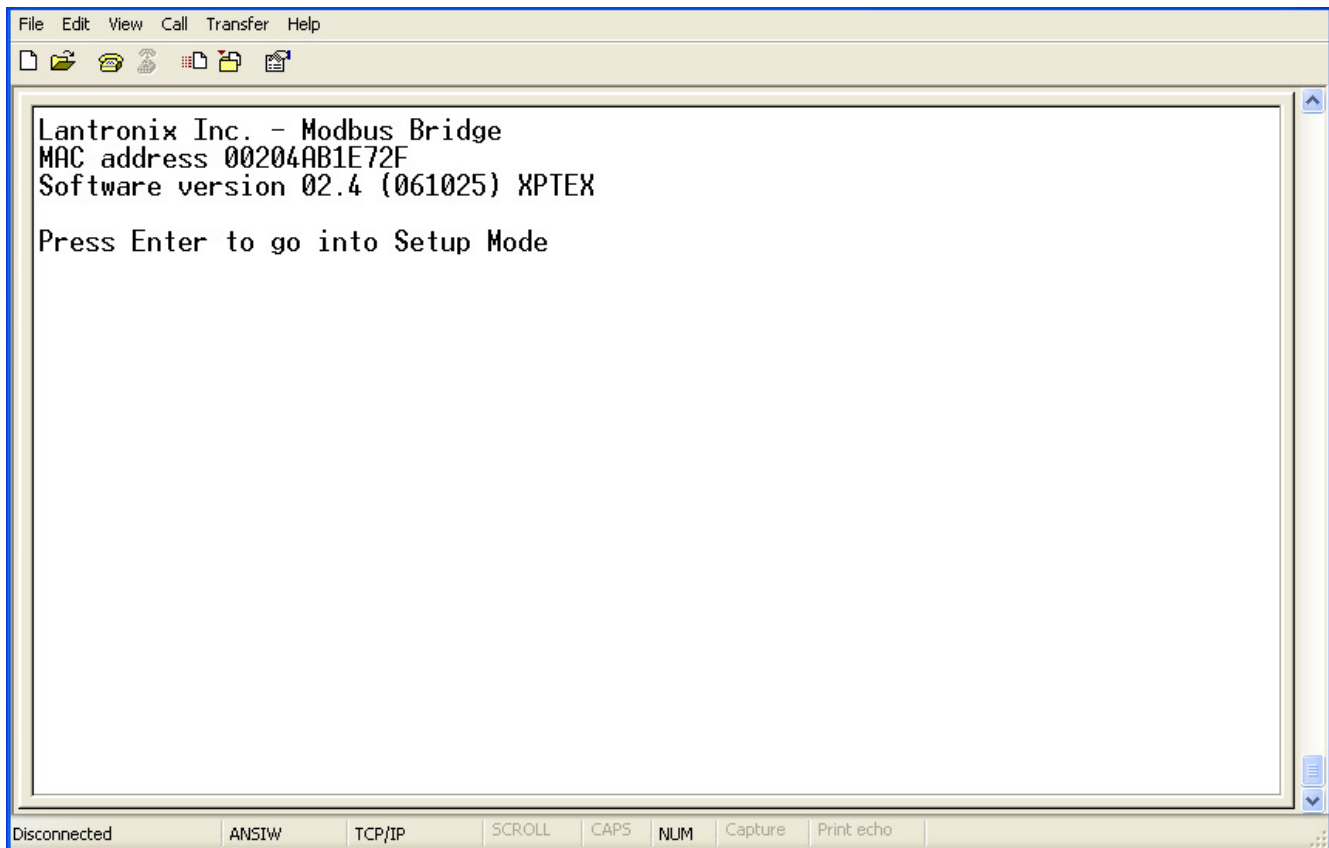 File Edit View Call Transfer Help
Lantronix Inc. - Modbus Bridge
MAC address 00204AB1E72F
Software version 02.4 (061025) XPTEX
Press Enter to go into Setup Mode
Disconnected ANSIW TCP/IP SCROLL CAPS NUM Capture Print echo